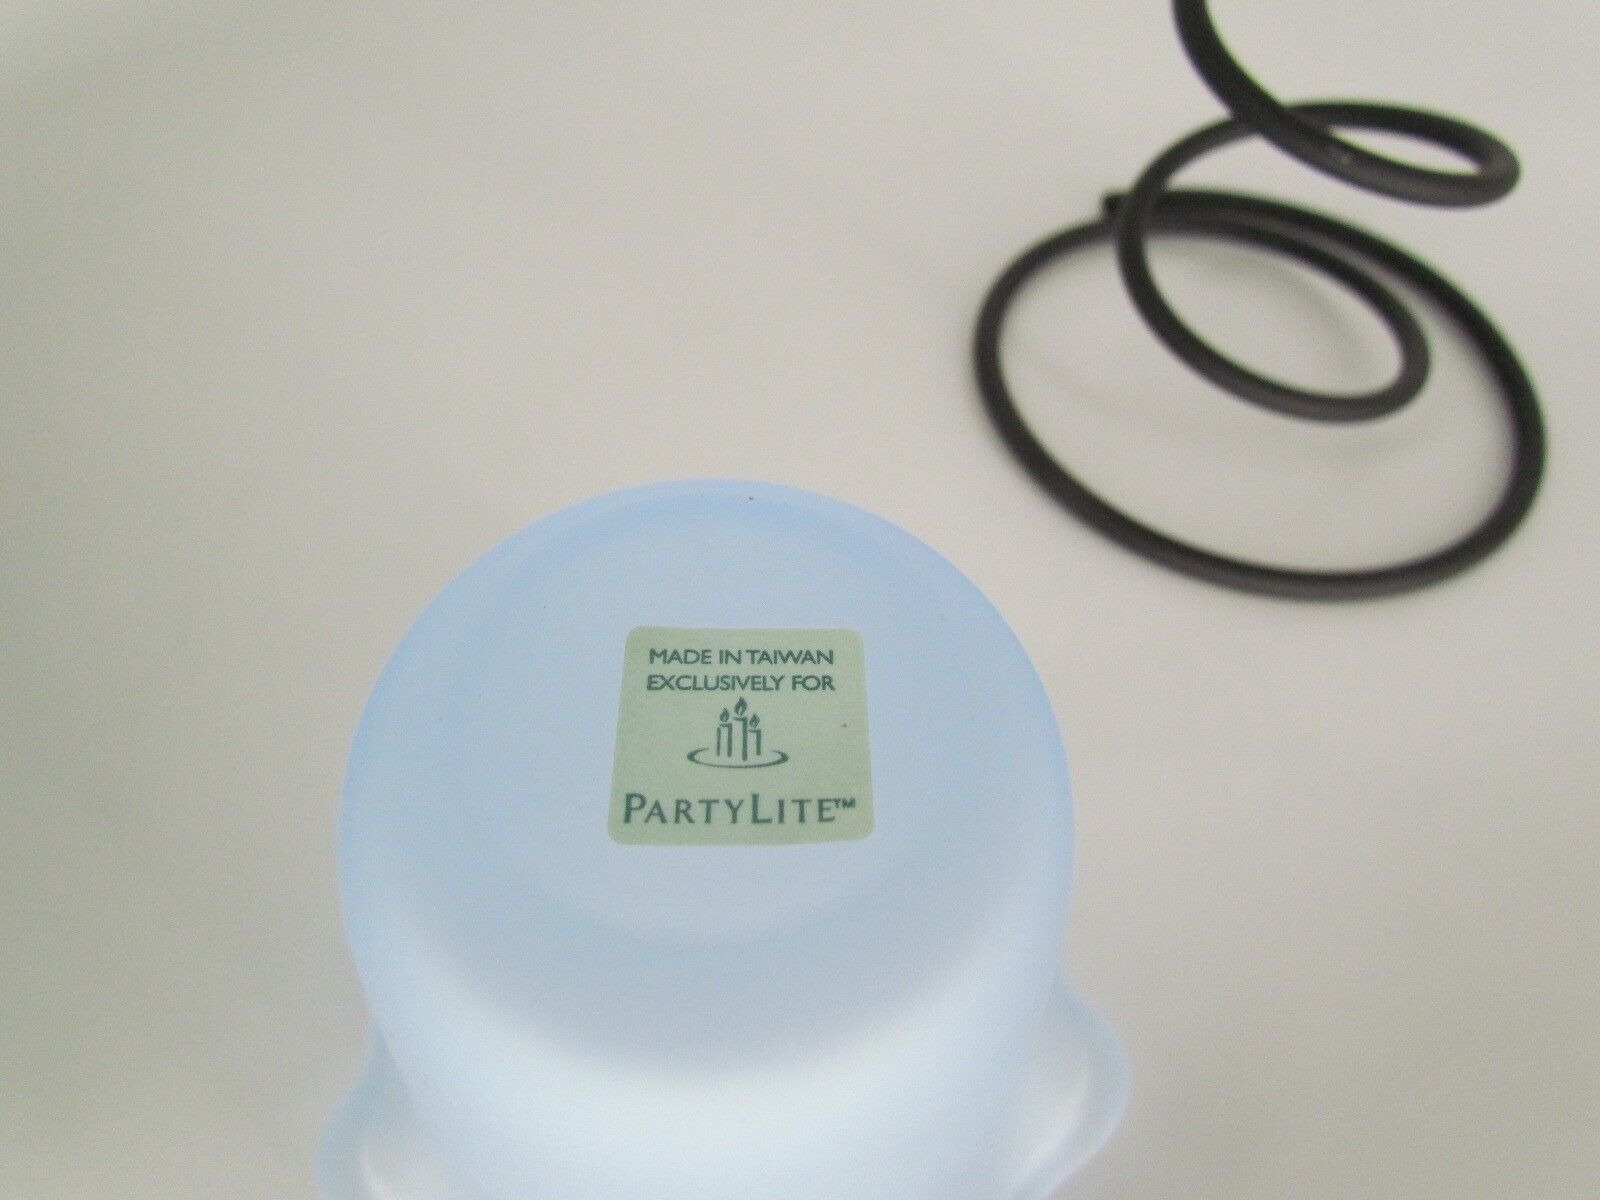 MADE IN TAIWAN
EXCLUSIVELY FOR
PARTYLITE™